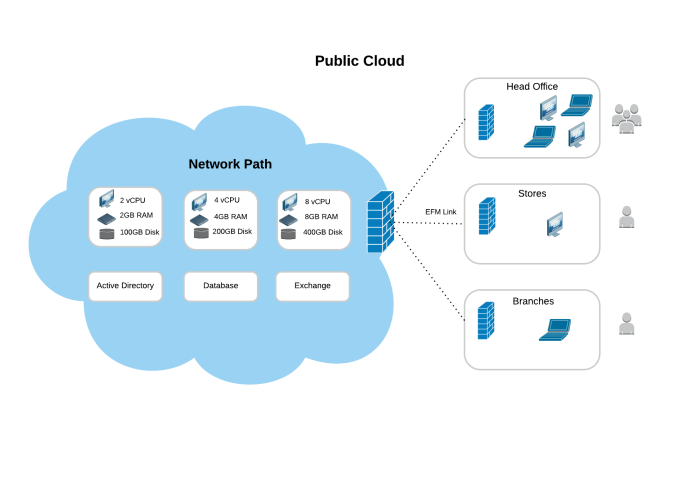 Public Cloud
Network Path
2 vCPU
2GB RAM
100GB Disk
4 vCPU
4GB RAM
200GB Disk
8 vCPU
8GB RAM
400GB Disk
Active Directory
Database
Exchange
EFM Link
Head Office
Stores
Branches